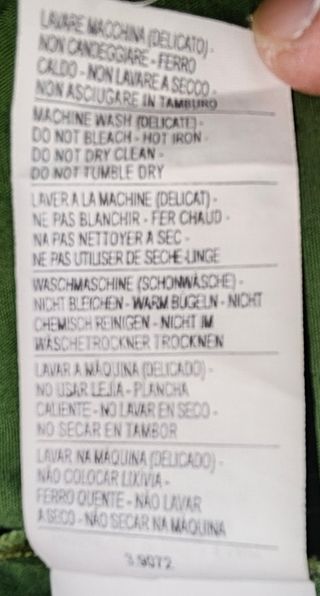 LAVARE MACCHINA (DELICATO) -
NON CANDEGGIARE - FERRO
CALDO - NON LAVARE A SECCO -
NON ASCIUGARE IN TAMBURO
MACHINE WASH (DELICATE) -
DO NOT BLEACH - HOT IRON -
DO NOT DRY CLEAN -
DO NOT TUMBLE DRY
LAVER A LA MACHINE (DELICAT) -
NE PAS BLANCHIR - FER CHAUD -
NA PAS NETTOYER A SEC -
NE PAS UTILISER DE SECHE-LINGE
WASCHMASCHINE (SCHONWÄSCHE) -
NICHT BLEICHEN - WARM BÜGELN - NICHT
CHEMISCH REINIGEN - NICHT IM
WÄSCHETROCKNER TROCKNEN
LAVAR A MÁQUINA (DELICADO) -
NO USAR LEJIA - PLANCHA
CALIENTE - NO LAVAR EN SECO -
NO SECAR EN TAMBOR
LAVAR NA MÁQUINA (DELICADO) -
NÃO COLOCAR LIXÍVIA -
FERRO QUENTE - NÃO LAVAR
A SECO - NÃO SECAR NA MÁQUINA
3.9072